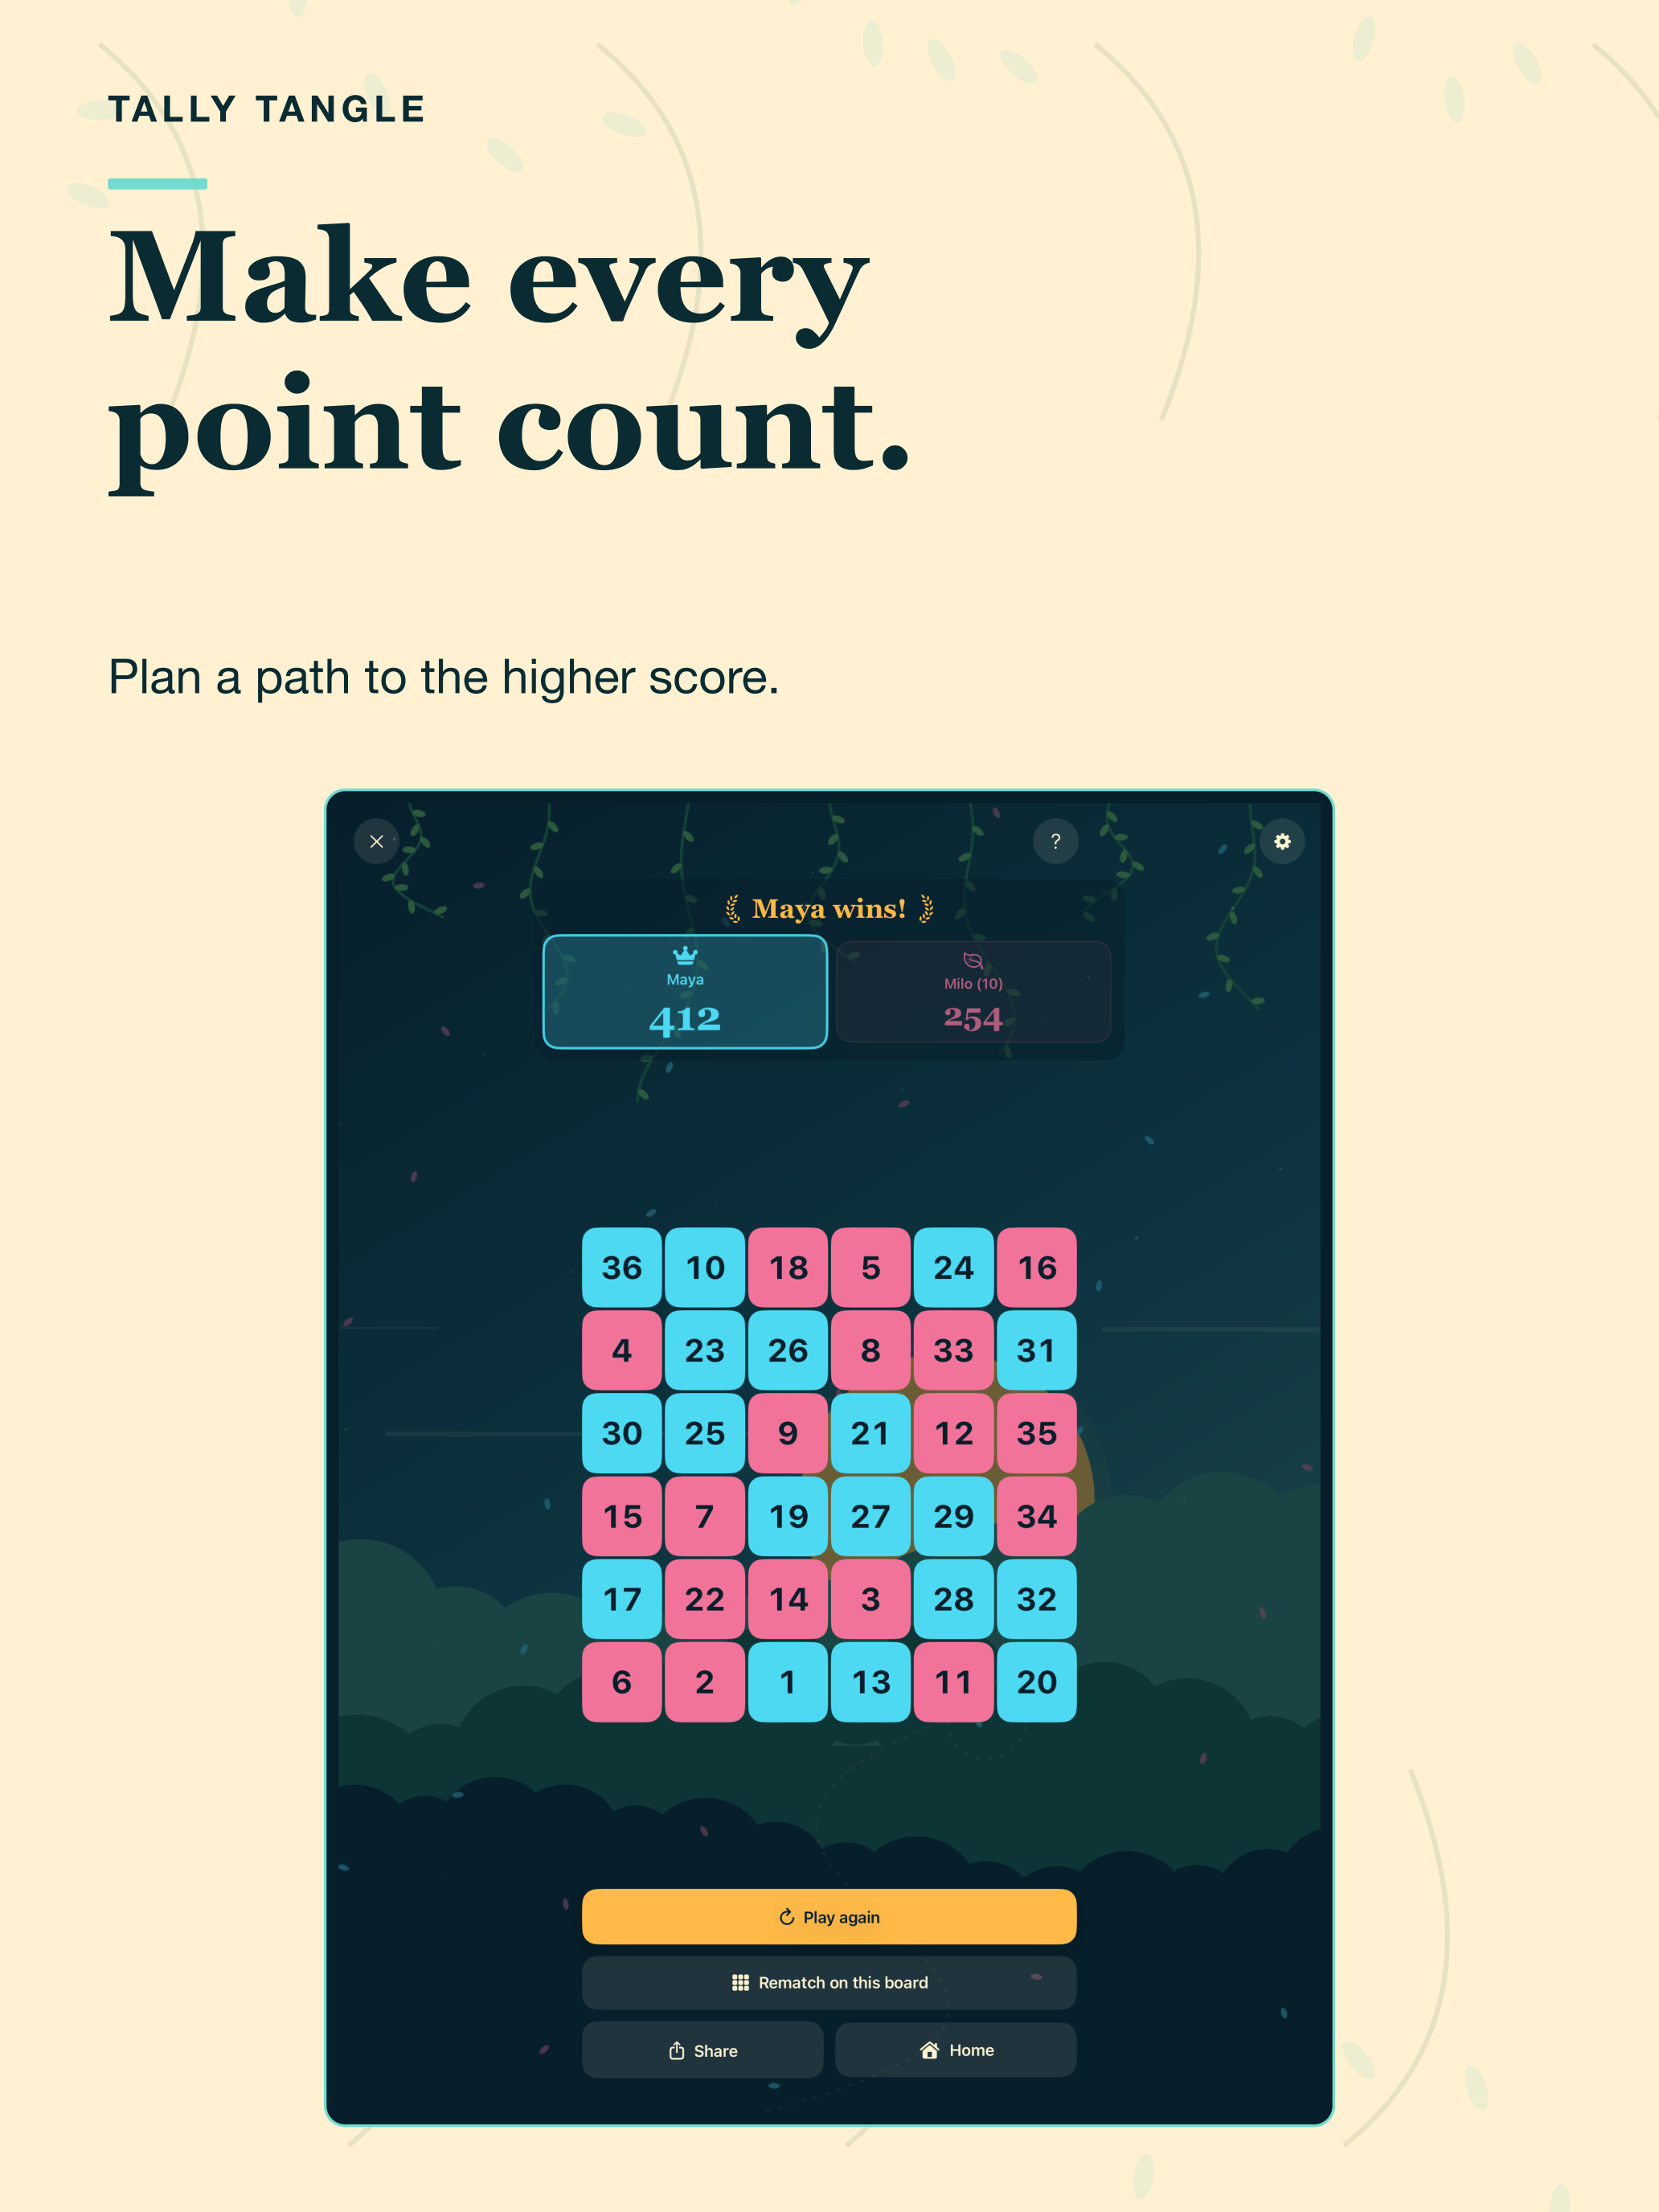 TALLY TANGLE
Make every
point count.
Plan a path to the higher score.
?
Maya wins!
Maya
412
Milo (10)
254
36 10 18 5 24 16
4 23 26 8 33 31
30 25 9 21 12 35
15 7 19 27 29 34
17 22 14 3 28 32
6 2 1 13 11 20
Play again
Rematch on this board
Share
Home